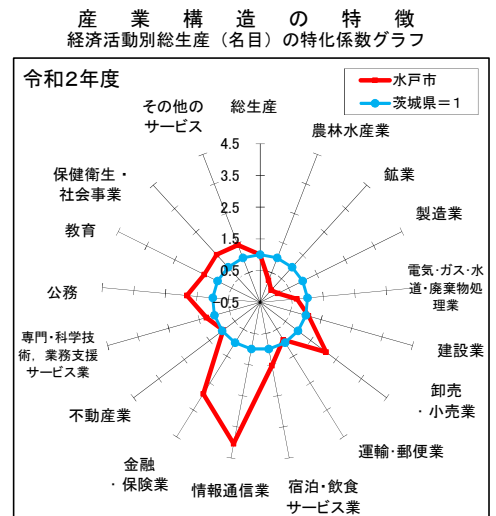 産業構造の特徴
経済活動別総生産（名目）の特化係数グラフ
令和2年度
水戸市
茨城県＝1
総生産
農林水産業
鉱業
製造業
電気･ガス･水
道･廃棄物処
理業
建設業
卸売
・小売業
運輸･郵便業
宿泊・飲食
サービス業
情報通信業
金融
・保険業
不動産業
専門・科学技
術，業務支援
サービス業
公務
教育
保健衛生・
社会事業
その他の
サービス
4.5
3.5
2.5
1.5
0.5
-0.5